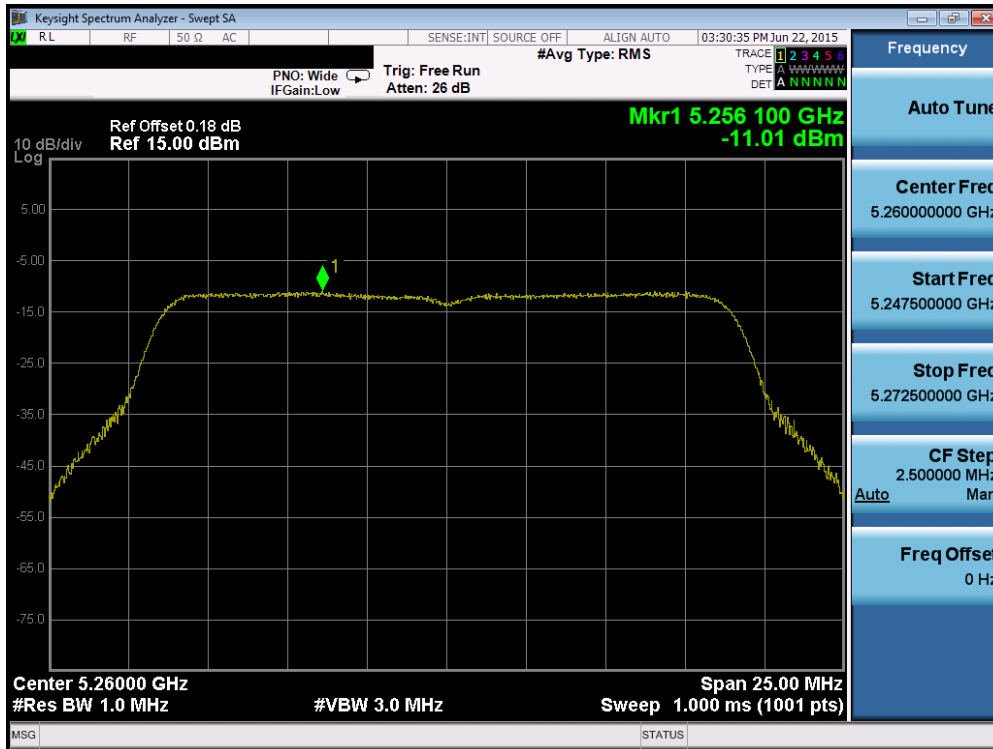 Keysight Spectrum Analyzer - Swept SA
LXI RL RF 50 Ω AC SENSE:INT SOURCE OFF ALIGN AUTO 03:30:35 PM Jun 22, 2015
#Avg Type: RMS
TRACE 1 2 3 4 5 6
TYPE A WWWWW
DET A N N N N N
PNO: Wide
IFGain:Low
Trig: Free Run
Atten: 26 dB
Frequency
Mkr1 5.256 100 GHz
-11.01 dBm
Ref Offset 0.18 dB
10 dB/div Ref 15.00 dBm
Log
1
5.00
-5.00
-15.0
-25.0
-35.0
-45.0
-55.0
-65.0
-75.0
Center 5.26000 GHz Span 25.00 MHz
#Res BW 1.0 MHz #VBW 3.0 MHz Sweep 1.000 ms (1001 pts)
Auto Tune
Center Freq
5.260000000 GHz
Start Freq
5.247500000 GHz
Stop Freq
5.272500000 GHz
CF Step
2.500000 MHz
Auto Man
Freq Offset
0 Hz
MSG STATUS